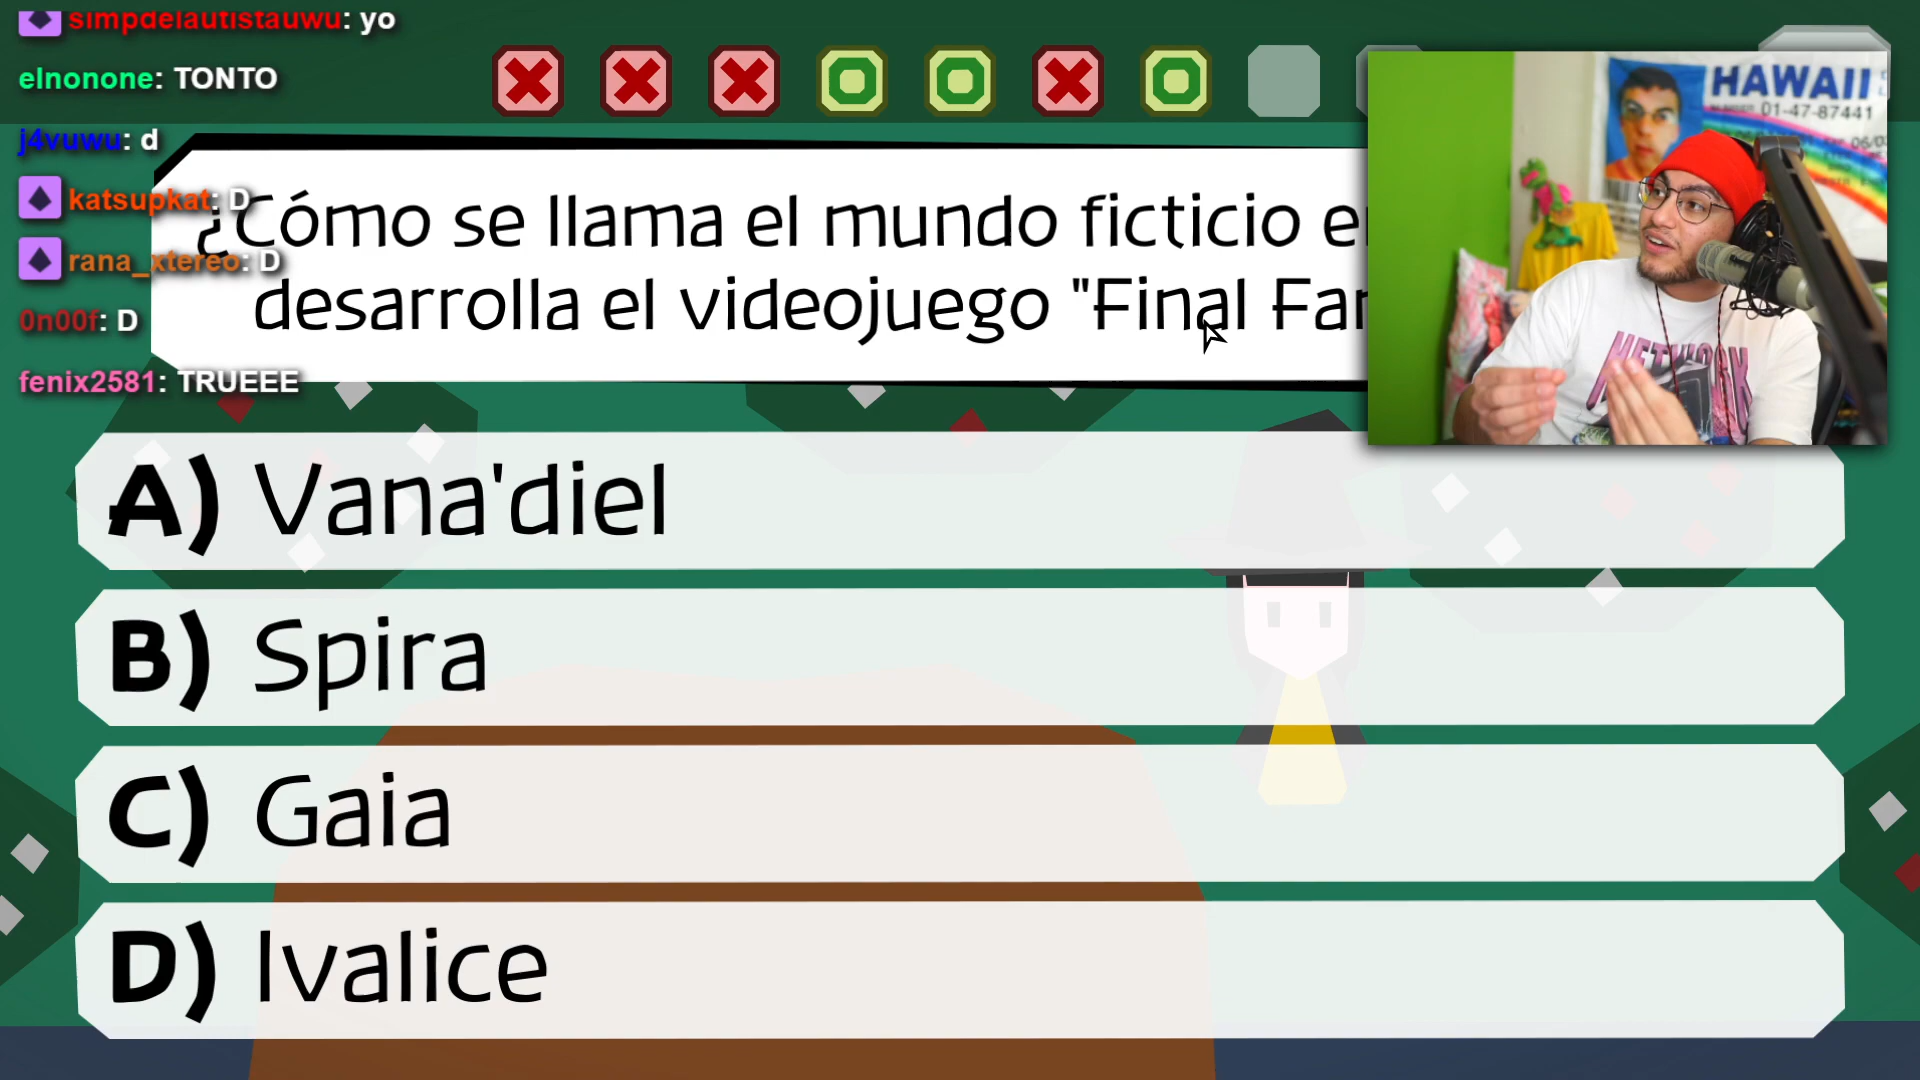 simpdelautistauwu: yo
elnonone: TONTO
j4vuwu: d
katsupkat: D
rana_xtereo: D
0n00f: D
fenix2581: TRUEEE
¿Cómo se llama el mundo ficticio
desarrolla el videojuego "Final
HAWAII
01-47-87441
A) Vana'diel
B) Spira
C) Gaia
D) Ivalice